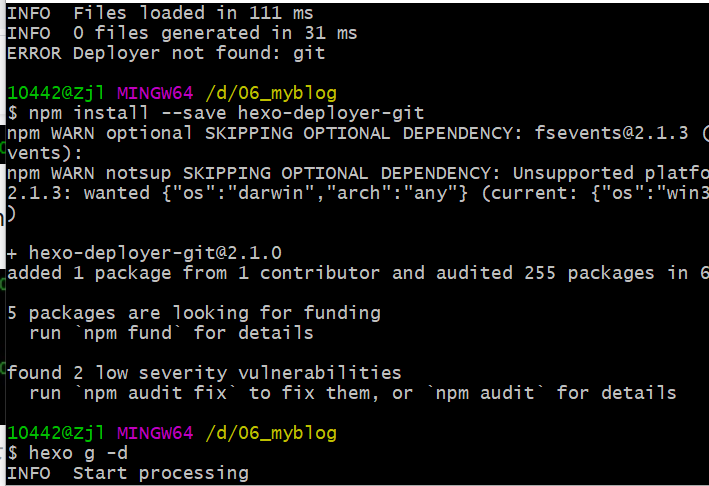 INFO  Files loaded in 111 ms
INFO  0 files generated in 31 ms
ERROR Deployer not found: git
10442@Zjl MINGW64 /d/06_myblog
$ npm install --save hexo-deployer-git
npm WARN optional SKIPPING OPTIONAL DEPENDENCY: fsevents@2.1.3 (
vents):
npm WARN notsup SKIPPING OPTIONAL DEPENDENCY: Unsupported platfo
2.1.3: wanted {"os":"darwin","arch":"any"} (current: {"os":"win3
)
+ hexo-deployer-git@2.1.0
added 1 package from 1 contributor and audited 255 packages in 6
5 packages are looking for funding
  run `npm fund` for details
found 2 low severity vulnerabilities
  run `npm audit fix` to fix them, or `npm audit` for details
10442@Zjl MINGW64 /d/06_myblog
$ hexo g -d
INFO  Start processing